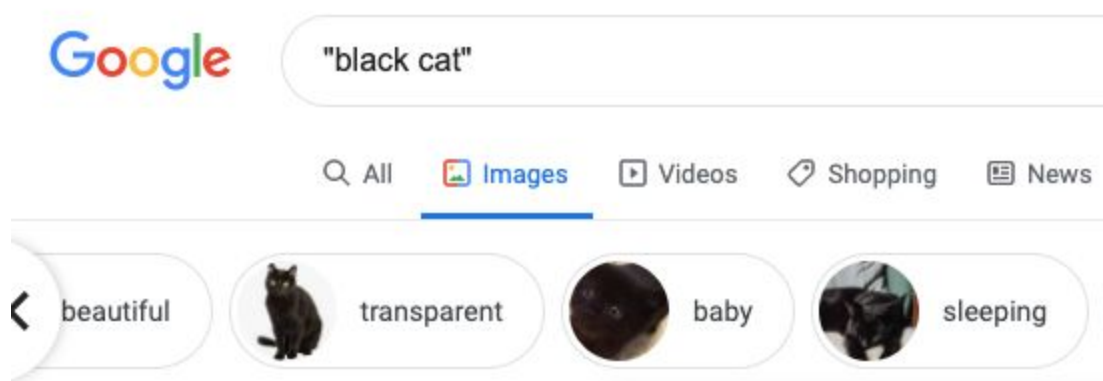 Google "black cat"
All Images Videos Shopping News
beautiful transparent baby sleeping